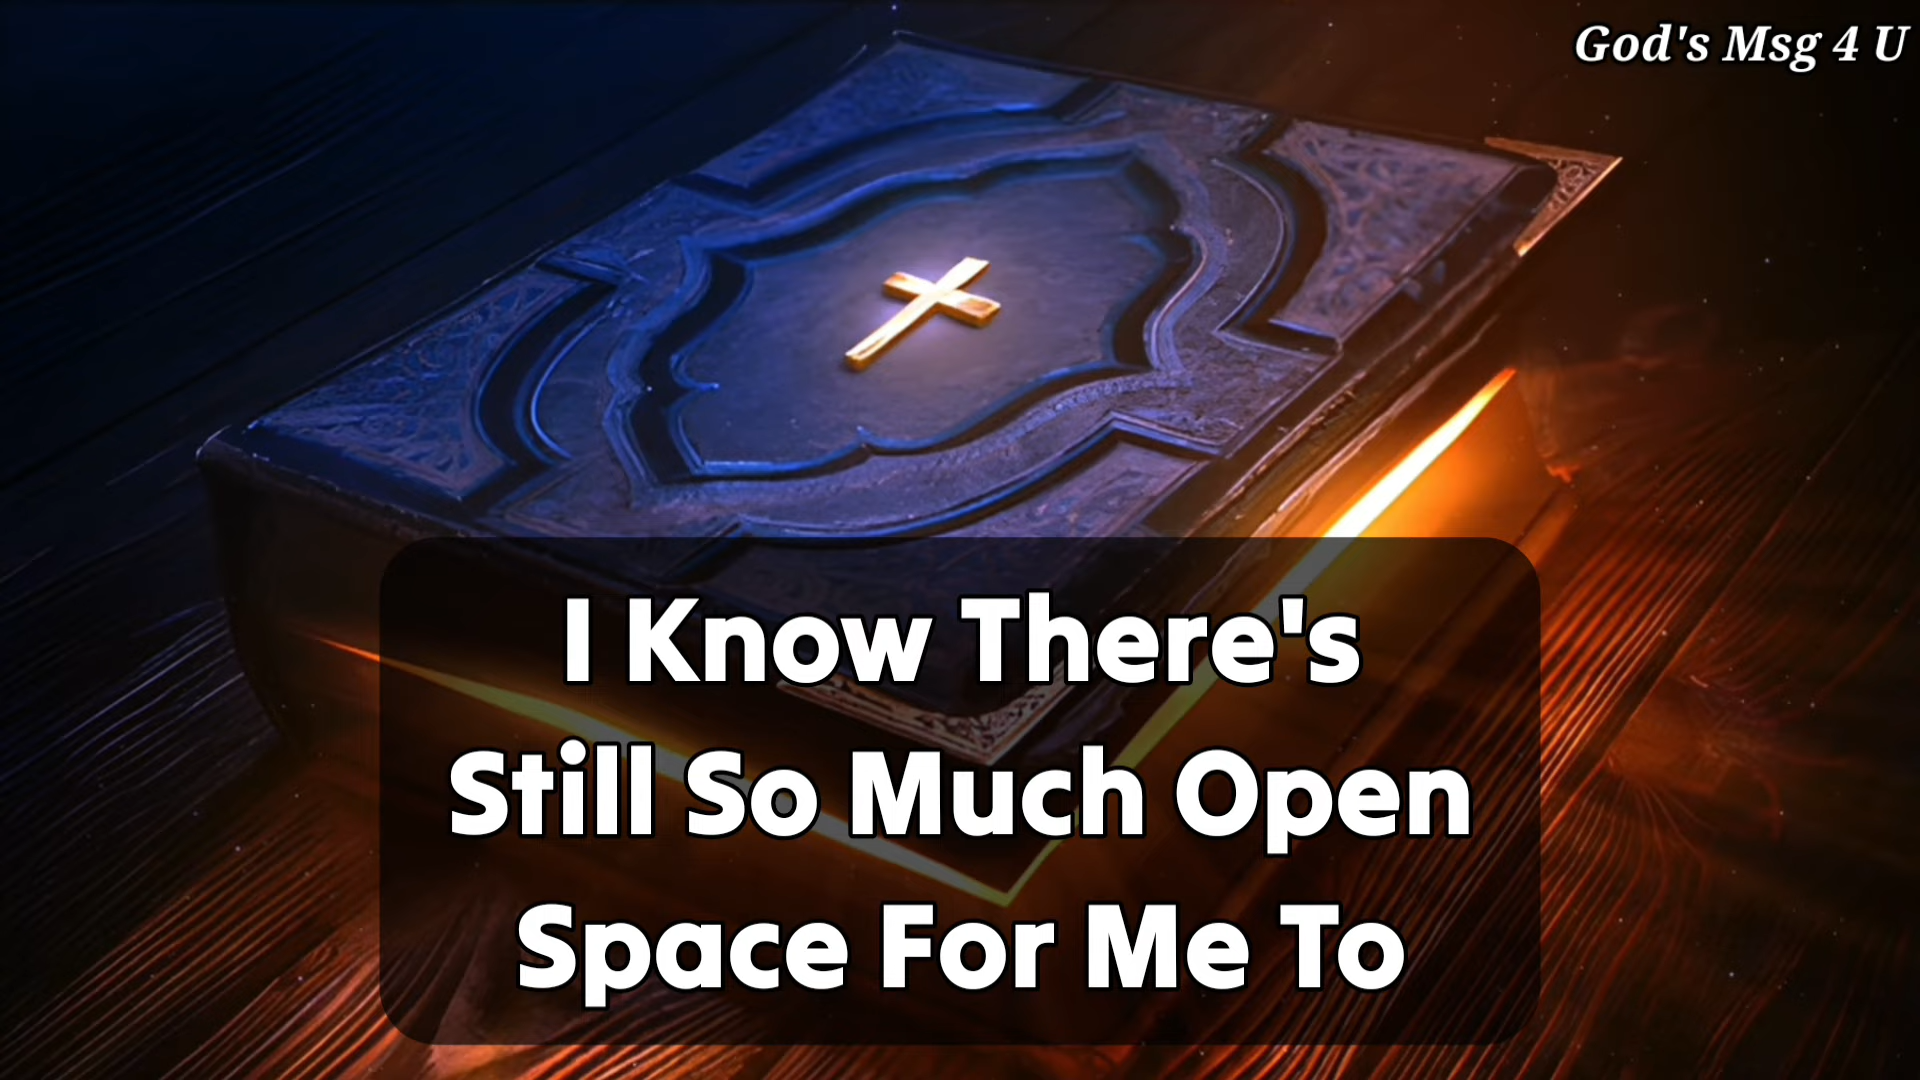 God's Msg 4 U
I Know There's
Still So Much Open
Space For Me To